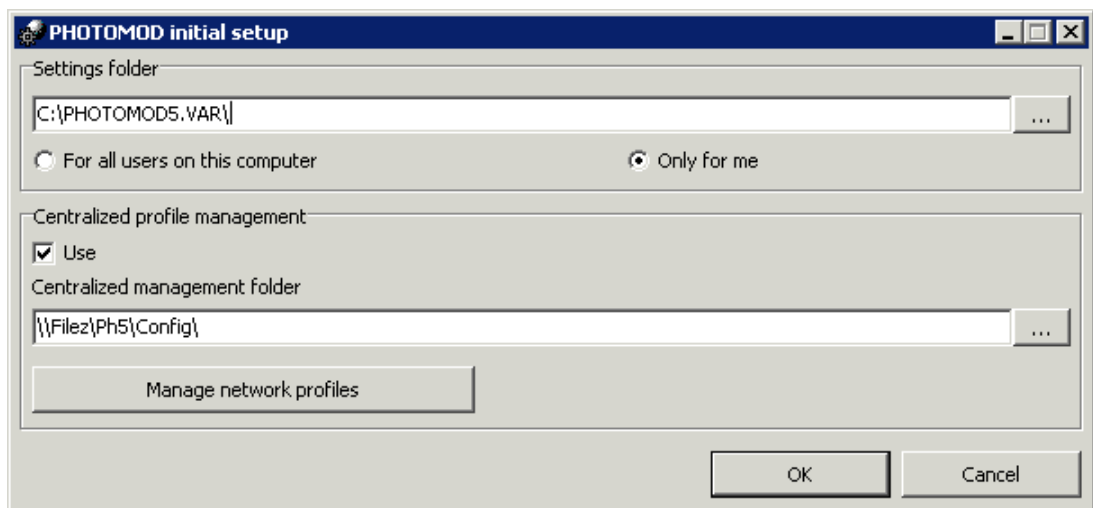 PHOTOMOD initial setup
Settings folder
C:\PHOTOMOD5.VAR\
...
For all users on this computer
Only for me
Centralized profile management
Use
Centralized management folder
\\Filez\Ph5\Config\
...
Manage network profiles
OK
Cancel